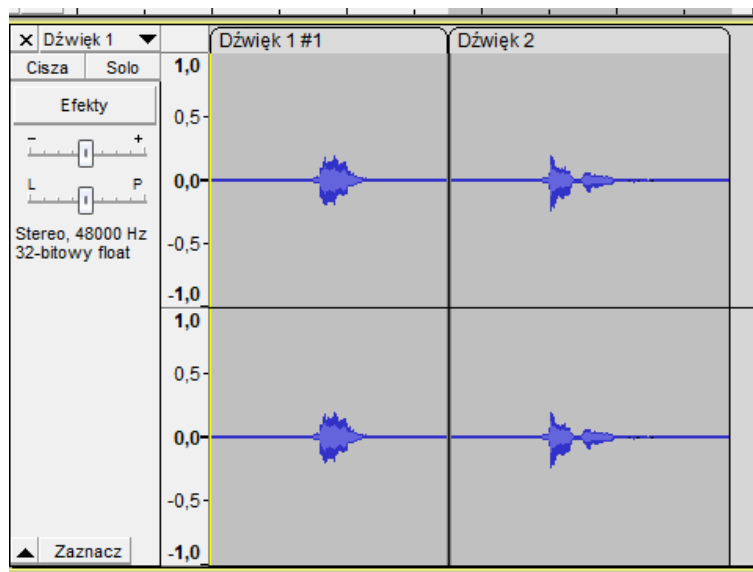 Dźwięk 1
Cisza Solo
Efekty
- +
L P
Stereo, 48000 Hz
32-bitowy float
Zaznacz
1,0
0,5
0,0
-0,5
-1,0
1,0
0,5
0,0
-0,5
-1,0
Dźwięk 1 #1
Dźwięk 2